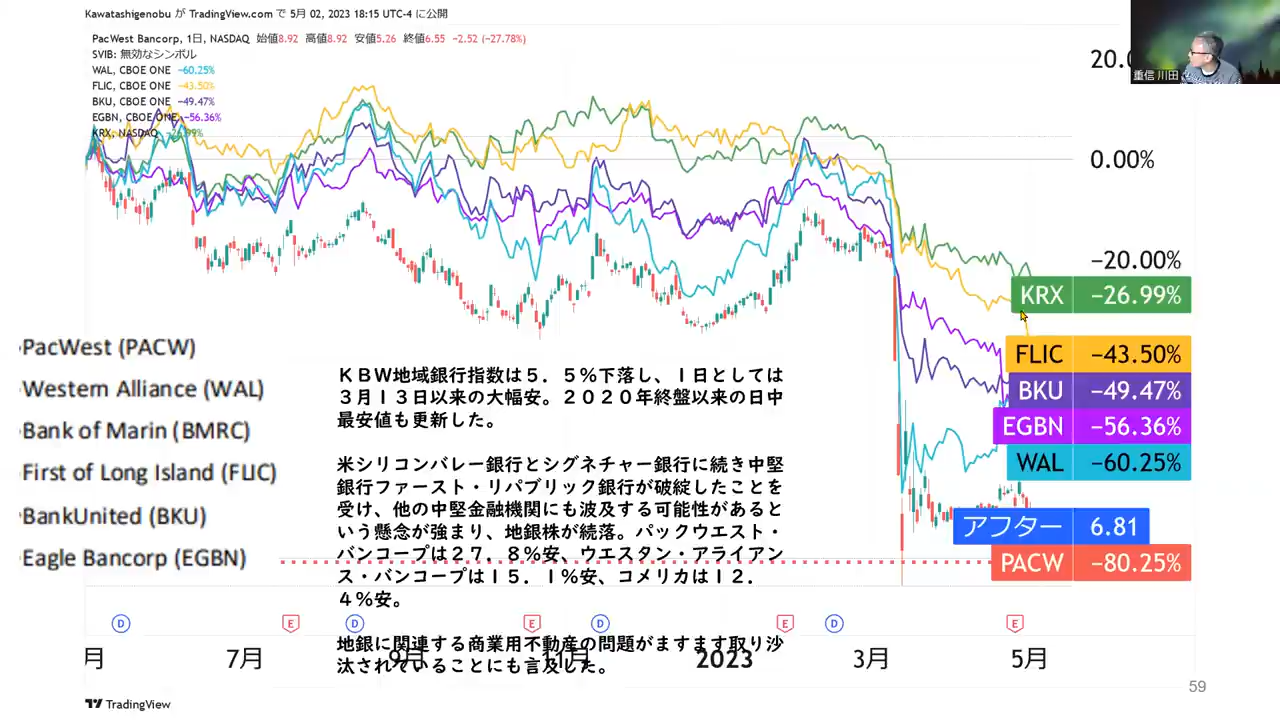 Kawatashigenobu が TradingView.com で 5月 02, 2023 18:15 UTC-4 に公開
PacWest Bancorp, 1日, NASDAQ 始値8.92 高値8.92 安値5.26 終値6.55 −2.52 (−27.78%)
SVIB: 無効なシンボル
WAL, CBOE ONE −60.25%
FLIC, CBOE ONE −43.50%
BKU, CBOE ONE −49.47%
EGBN, CBOE ONE −56.36%
KRX, NASDAQ −26.99%
重信 川田
0.00%
−20.00%
KRX −26.99%
FLIC −43.50%
BKU −49.47%
EGBN −56.36%
WAL −60.25%
アフター 6.81
PACW −80.25%
PacWest (PACW)
Western Alliance (WAL)
Bank of Marin (BMRC)
First of Long Island (FLIC)
BankUnited (BKU)
Eagle Bancorp (EGBN)
ＫＢＷ地域銀行指数は５．５％下落し、１日としては
３月１３日以来の大幅安。２０２０年終盤以来の日中
最安値も更新した。
米シリコンバレー銀行とシグネチャー銀行に続き中堅
銀行ファースト・リパブリック銀行が破綻したことを
受け、他の中堅金融機関にも波及する可能性があると
いう懸念が強まり、地銀株が続落。パックウエスト・
バンコープは２７．８％安、ウエスタン・アライアン
ス・バンコープは１５．１％安、コメリカは１２．
４％安。
地銀に関連する商業用不動産の問題がますます取り沙
汰されていることにも言及した。
D E D E D E D E
月 7月 9月 11月 2023 3月 5月
59
TradingView